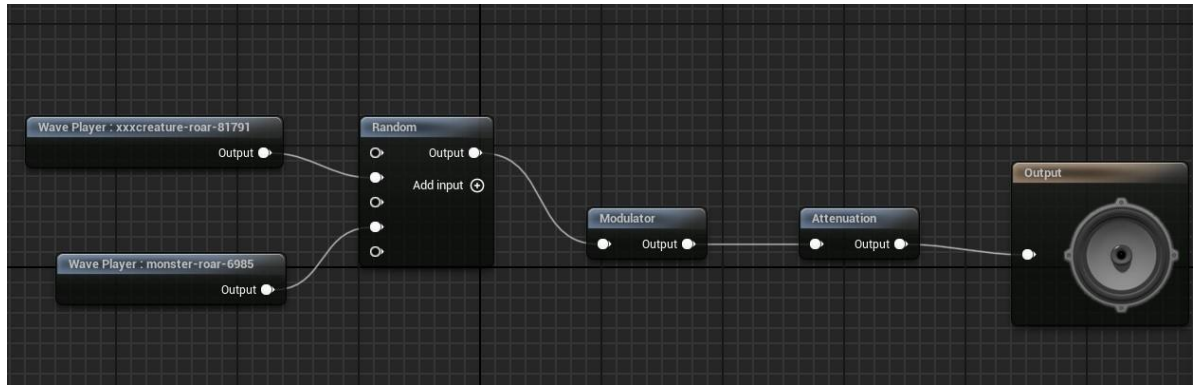 Wave Player : xxxcreature-roar-81791
Output
Random
Output
Add input
Wave Player : monster-roar-6985
Output
Modulator
Output
Attenuation
Output
Output